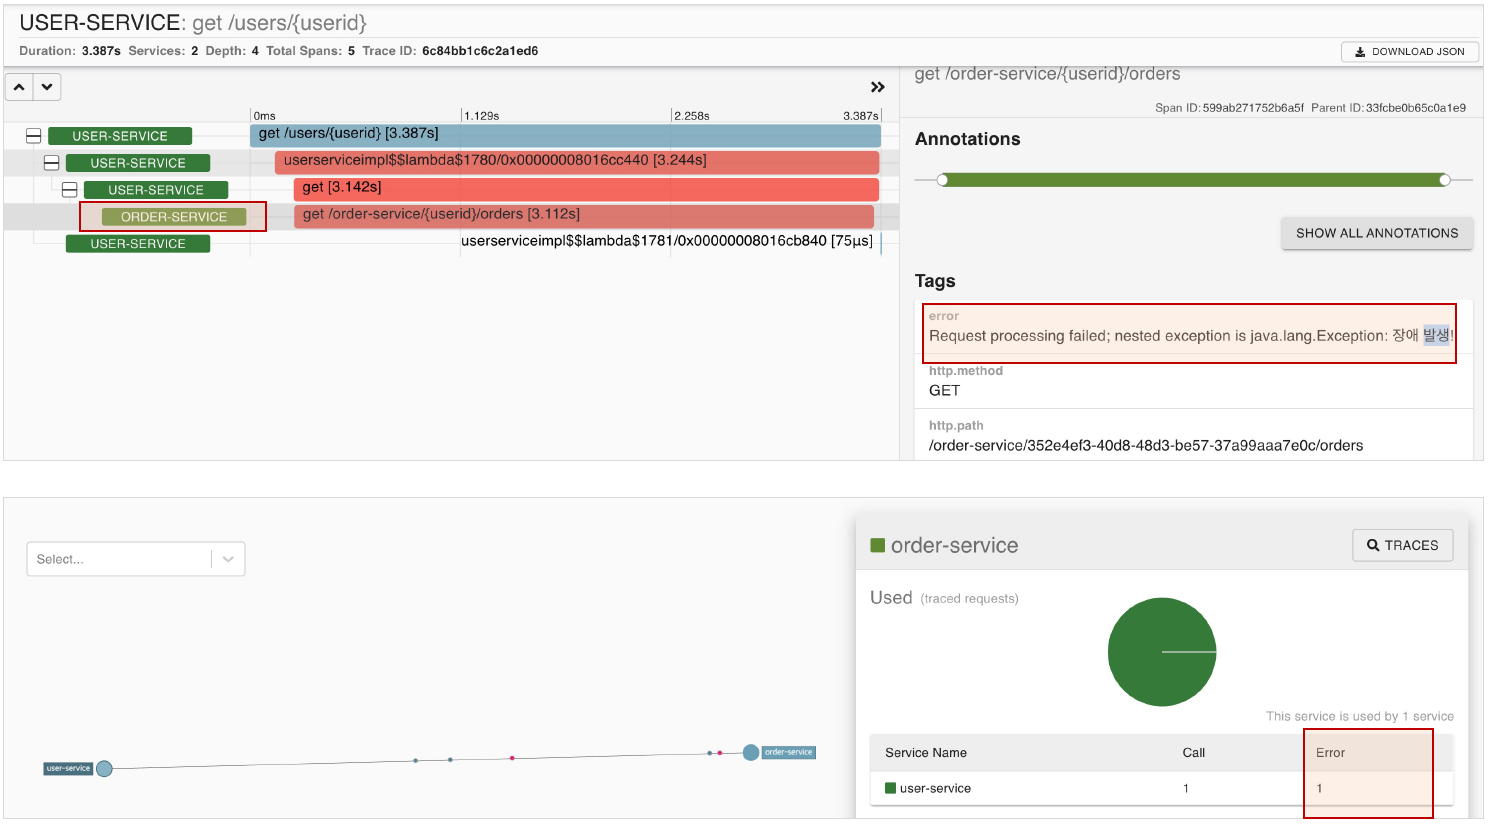 USER-SERVICE: get /users/{userid}
Duration: 3.387s Services: 2 Depth: 4 Total Spans: 5 Trace ID: 6c84bb1c6c2a1ed6
DOWNLOAD JSON
0ms 1.129s 2.258s 3.387s
USER-SERVICE get /users/{userid} [3.387s]
USER-SERVICE userserviceimpl$$lambda$1780/0x00000008016cc440 [3.244s]
USER-SERVICE get [3.142s]
ORDER-SERVICE get /order-service/{userid}/orders [3.112s]
USER-SERVICE userserviceimpl$$lambda$1781/0x00000008016cb840 [75μs]
get /order-service/{userid}/orders
Span ID: 599ab271752b6a5f Parent ID: 33fcbe0b65c0a1e9
Annotations
SHOW ALL ANNOTATIONS
Tags
error
Request processing failed; nested exception is java.lang.Exception: 장애 발생!
http.method
GET
http.path
/order-service/352e4ef3-40d8-48d3-be57-37a99aaa7e0c/orders
Select...
user-service
order-service
order-service
TRACES
Used (traced requests)
This service is used by 1 service
Service Name Call Error
user-service 1 1